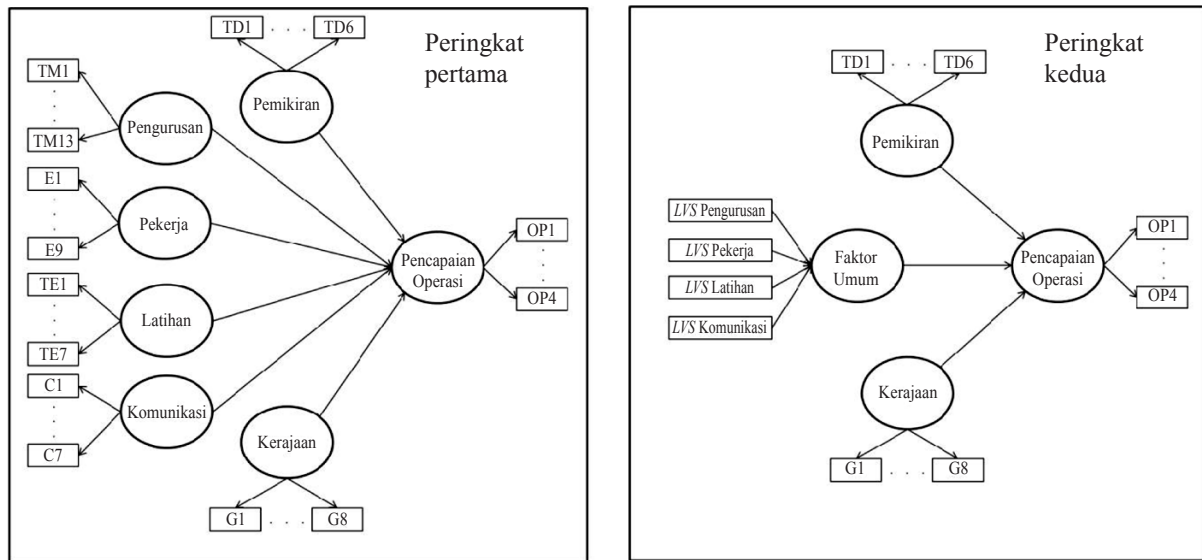 TD1 . . . TD6
Peringkat
pertama
TM1
Pemikiran
Pengurusan
TM13
E1
Pekerja
E9
OP1
Pencapaian
Operasi
OP4
TE1
Latihan
TE7
C1
Komunikasi
C7
Kerajaan
G1 . . . G8
Peringkat
kedua
TD1 . . . TD6
Pemikiran
LVS Pengurusan
LVS Pekerja
LVS Latihan
LVS Komunikasi
Faktor
Umum
Pencapaian
Operasi
OP1
OP4
Kerajaan
G1 . . . G8